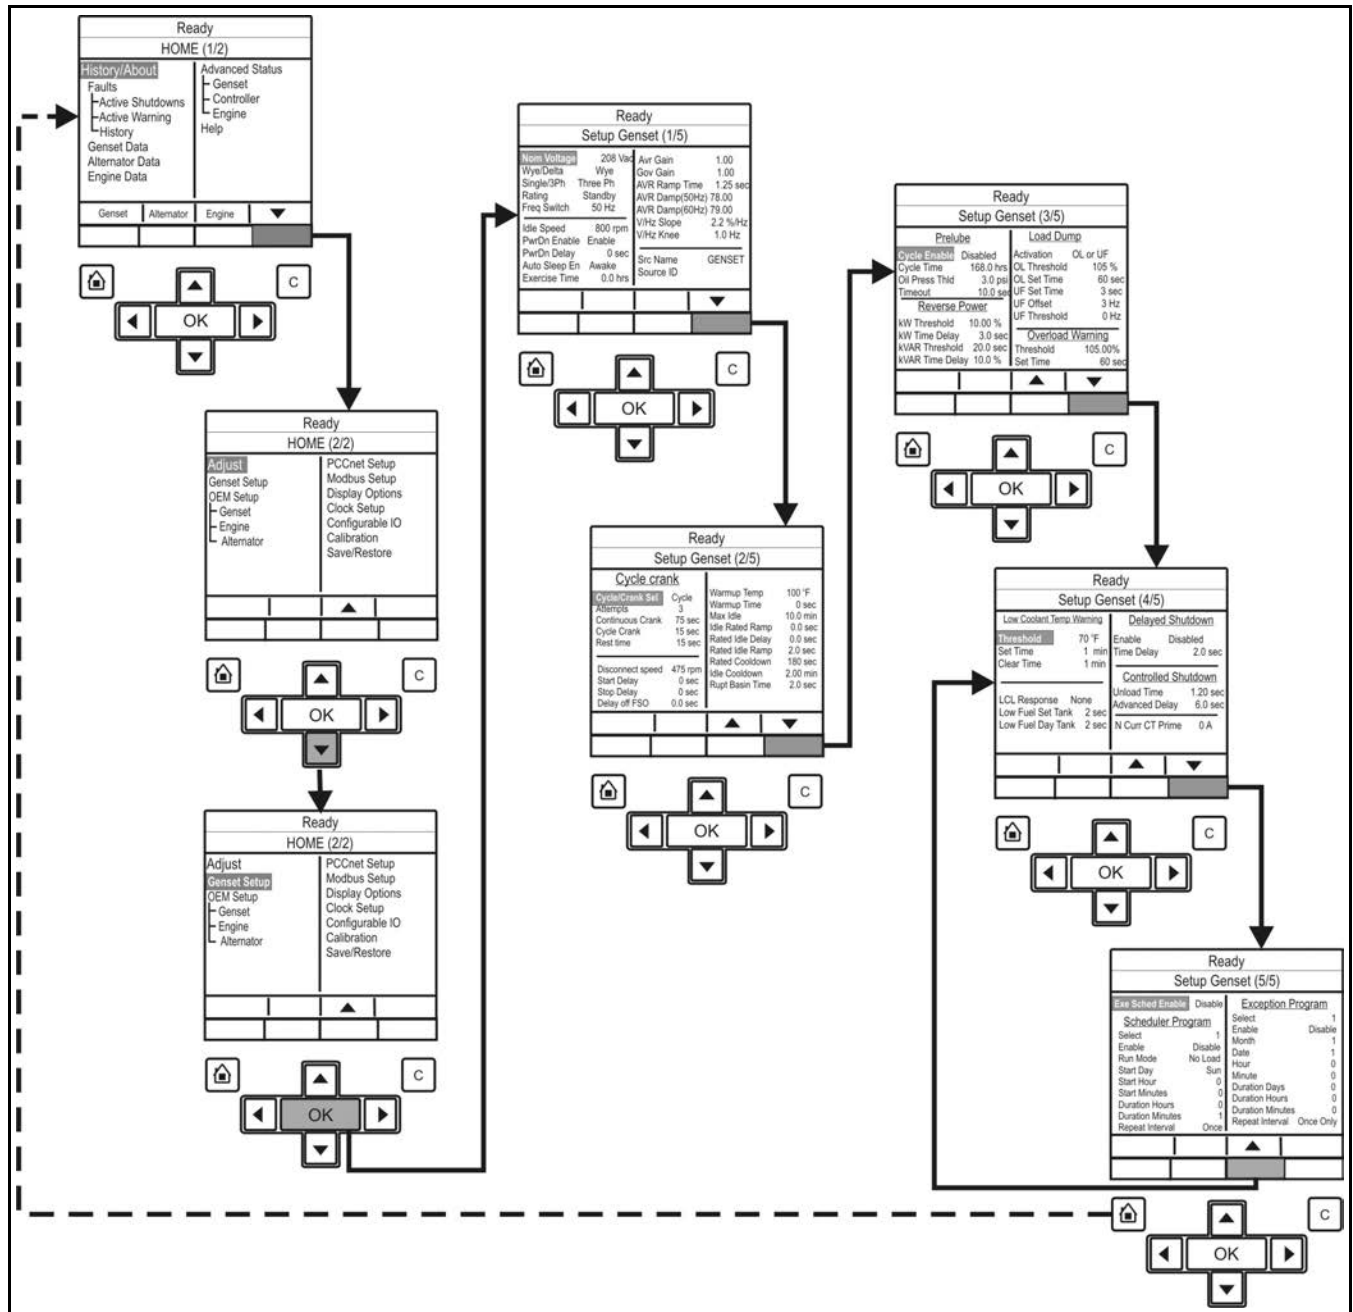 Ready
HOME (1/2)
History/About
Faults
Active Shutdowns
Active Warning
History
Genset Data
Alternator Data
Engine Data
Advanced Status
Genset
Controller
Engine
Help
Genset Alternator Engine
C
OK
Ready
HOME (2/2)
Adjust
Genset Setup
OEM Setup
Genset
Engine
Alternator
PCCnet Setup
Modbus Setup
Display Options
Clock Setup
Configurable IO
Calibration
Save/Restore
C
OK
Ready
HOME (2/2)
Adjust
Genset Setup
OEM Setup
Genset
Engine
Alternator
PCCnet Setup
Modbus Setup
Display Options
Clock Setup
Configurable IO
Calibration
Save/Restore
C
OK
Ready
Setup Genset (1/5)
Nom Voltage 208 Vac
Wye/Delta Wye
Single/3Ph Three Ph
Rating Standby
Freq Switch 50 Hz
Idle Speed 800 rpm
PwrDn Enable Enable
PwrDn Delay 0 sec
Auto Sleep En Awake
Exercise Time 0.0 hrs
Avr Gain 1.00
Gov Gain 1.00
AVR Ramp Time 1.25 sec
AVR Damp(50Hz) 78.00
AVR Damp(60Hz) 79.00
V/Hz Slope 2.2 %/Hz
V/Hz Knee 1.0 Hz
Src Name GENSET
Source ID
C
OK
Ready
Setup Genset (2/5)
Cycle crank
Cycle/Crank Sel Cycle
Attempts 3
Continuous Crank 75 sec
Cycle Crank 15 sec
Rest time 15 sec
Disconnect speed 475 rpm
Start Delay 0 sec
Stop Delay 0 sec
Delay off FSO 0.0 sec
Warmup Temp 100 °F
Warmup Time 0 sec
Max Idle 10.0 min
Idle Rated Ramp 0.0 sec
Rated Idle Delay 0.0 sec
Rated Idle Ramp 2.0 sec
Rated Cooldown 180 sec
Idle Cooldown 2.00 min
Rupt Basin Time 2.0 sec
C
OK
Ready
Setup Genset (3/5)
Prelube
Cycle Enable Disabled
Cycle Time 168.0 hrs
Oil Press Thld 3.0 psi
Timeout 10.0 sec
Reverse Power
kW Threshold 10.00 %
kW Time Delay 3.0 sec
kVAR Threshold 20.0 sec
kVAR Time Delay 10.0 %
Load Dump
Activation OL or UF
OL Threshold 105 %
OL Set Time 60 sec
UF Set Time 3 sec
UF Offset 3 Hz
UF Threshold 0 Hz
Overload Warning
Threshold 105.00%
Set Time 60 sec
C
OK
Ready
Setup Genset (4/5)
Low Coolant Temp Warning
Threshold 70 °F
Set Time 1 min
Clear Time 1 min
LCL Response None
Low Fuel Set Tank 2 sec
Low Fuel Day Tank 2 sec
Delayed Shutdown
Enable Disabled
Time Delay 2.0 sec
Controlled Shutdown
Unload Time 1.20 sec
Advanced Delay 6.0 sec
N Curr CT Prime 0 A
C
OK
Ready
Setup Genset (5/5)
Exe Sched Enable Disable
Scheduler Program
Select 1
Enable Disable
Run Mode No Load
Start Day Sun
Start Hour 0
Start Minutes 0
Duration Hours 0
Duration Minutes 1
Repeat Interval Once
Exception Program
Select 1
Enable Disable
Month 1
Date 1
Hour 0
Minute 0
Duration Days 0
Duration Hours 0
Duration Minutes 0
Repeat Interval Once Only
C
OK